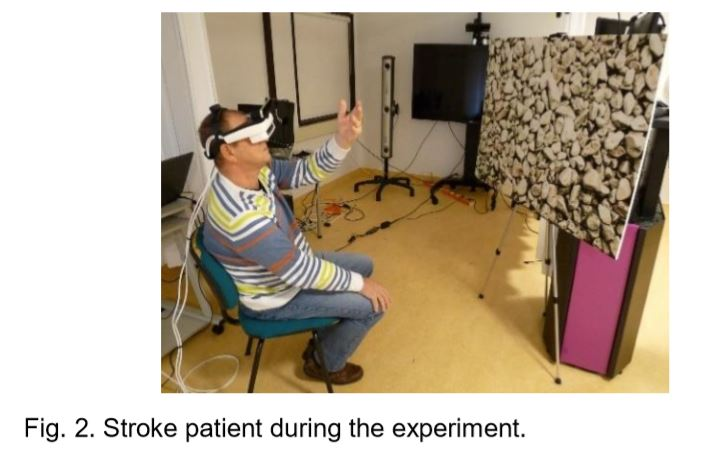 Fig. 2. Stroke patient during the experiment.